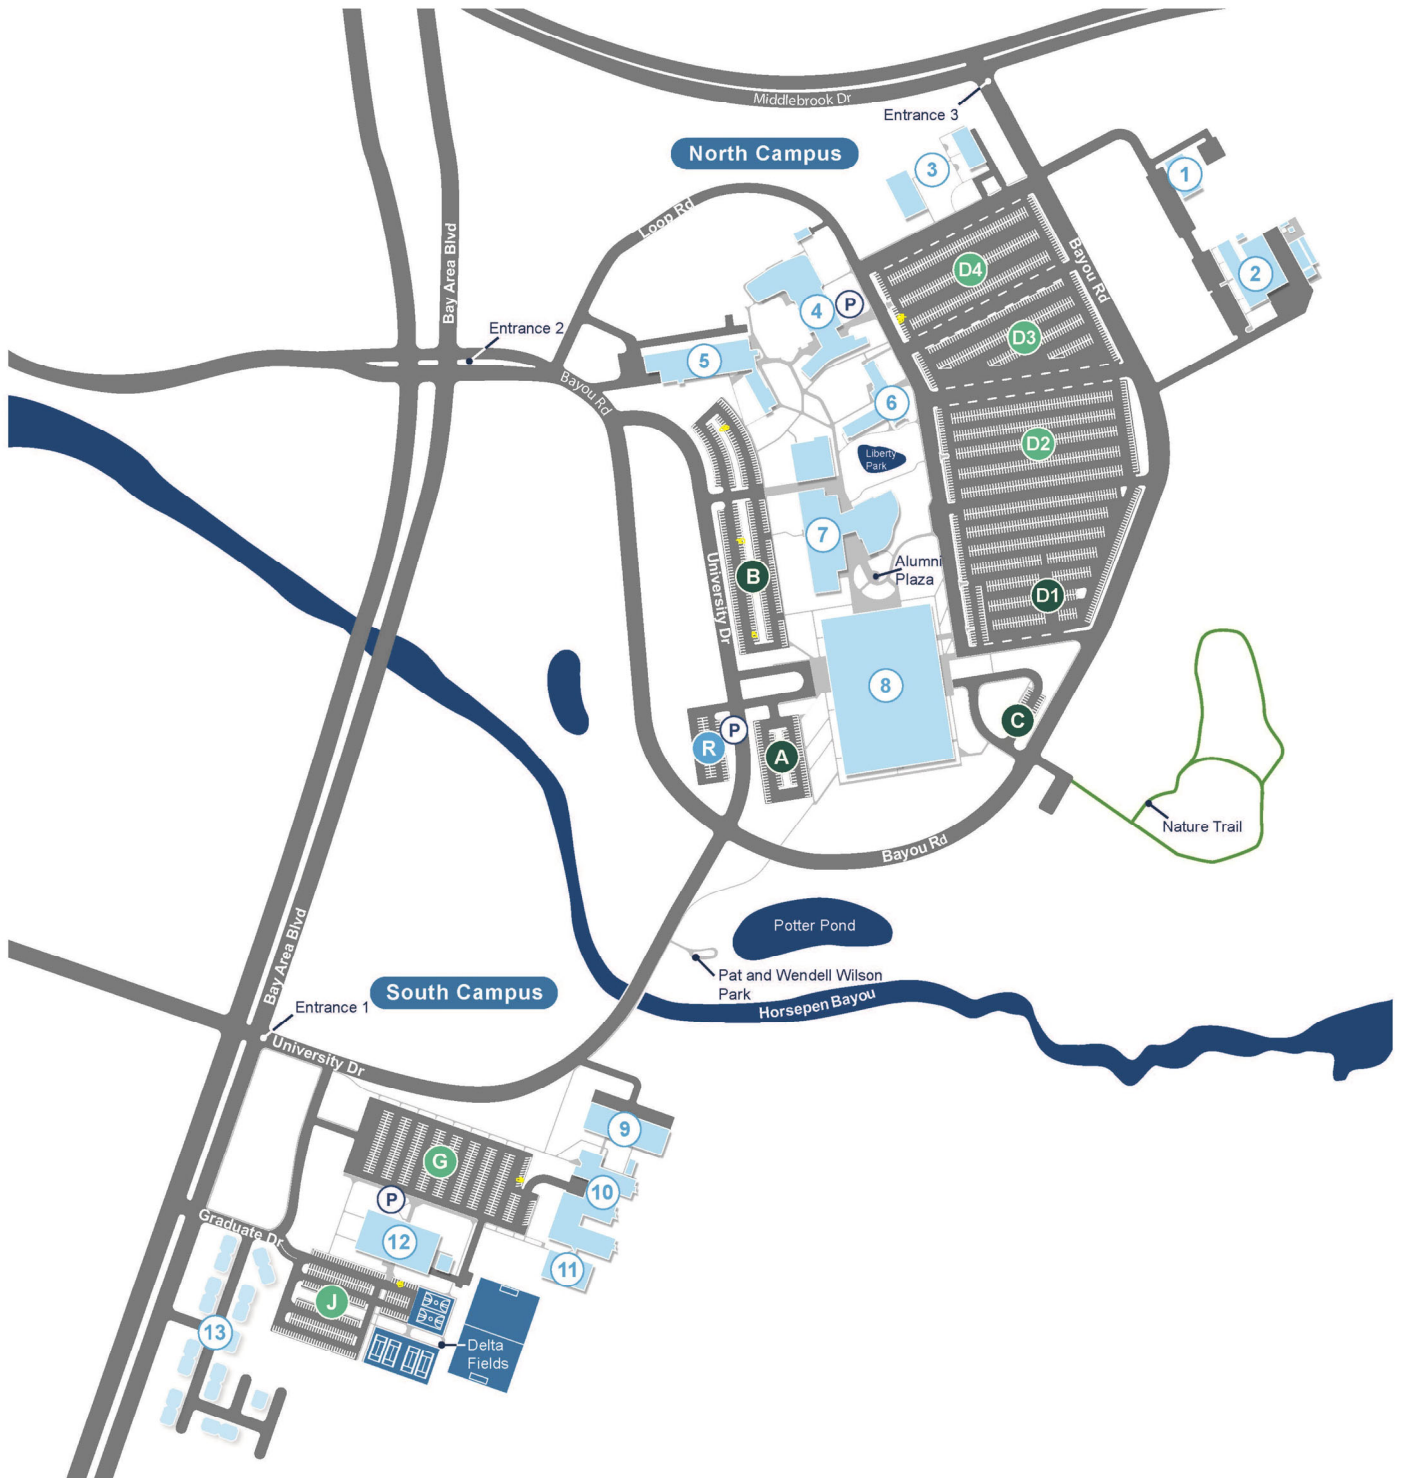 Middlebrook Dr
Entrance 3
North Campus
3
1
Loop Rd
Bay Area Blvd
Bayou Rd
D4
2
4
P
Entrance 2
D3
5
Bayou Rd
6
D2
Liberty
Park
7
Alumni
Plaza
B
University Dr
D1
8
C
R
P
A
Nature Trail
Bayou Rd
Potter Pond
Bay Area Blvd
Pat and Wendell Wilson
Park
South Campus
Horsepen Bayou
Entrance 1
University Dr
9
G
10
P
Graduate Dr
12
11
J
13
Delta
Fields